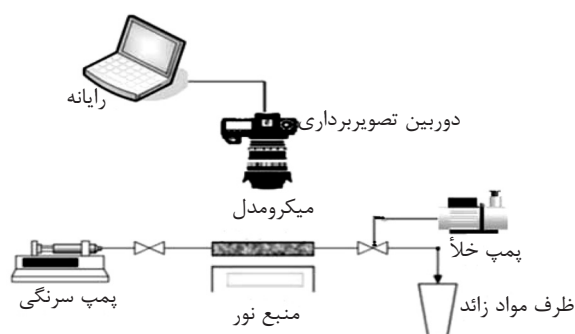 رایانه
دوربین تصویربرداری
میکرومدل
پمپ خلأ
پمپ سرنگی
منبع نور
ظرف مواد زائد